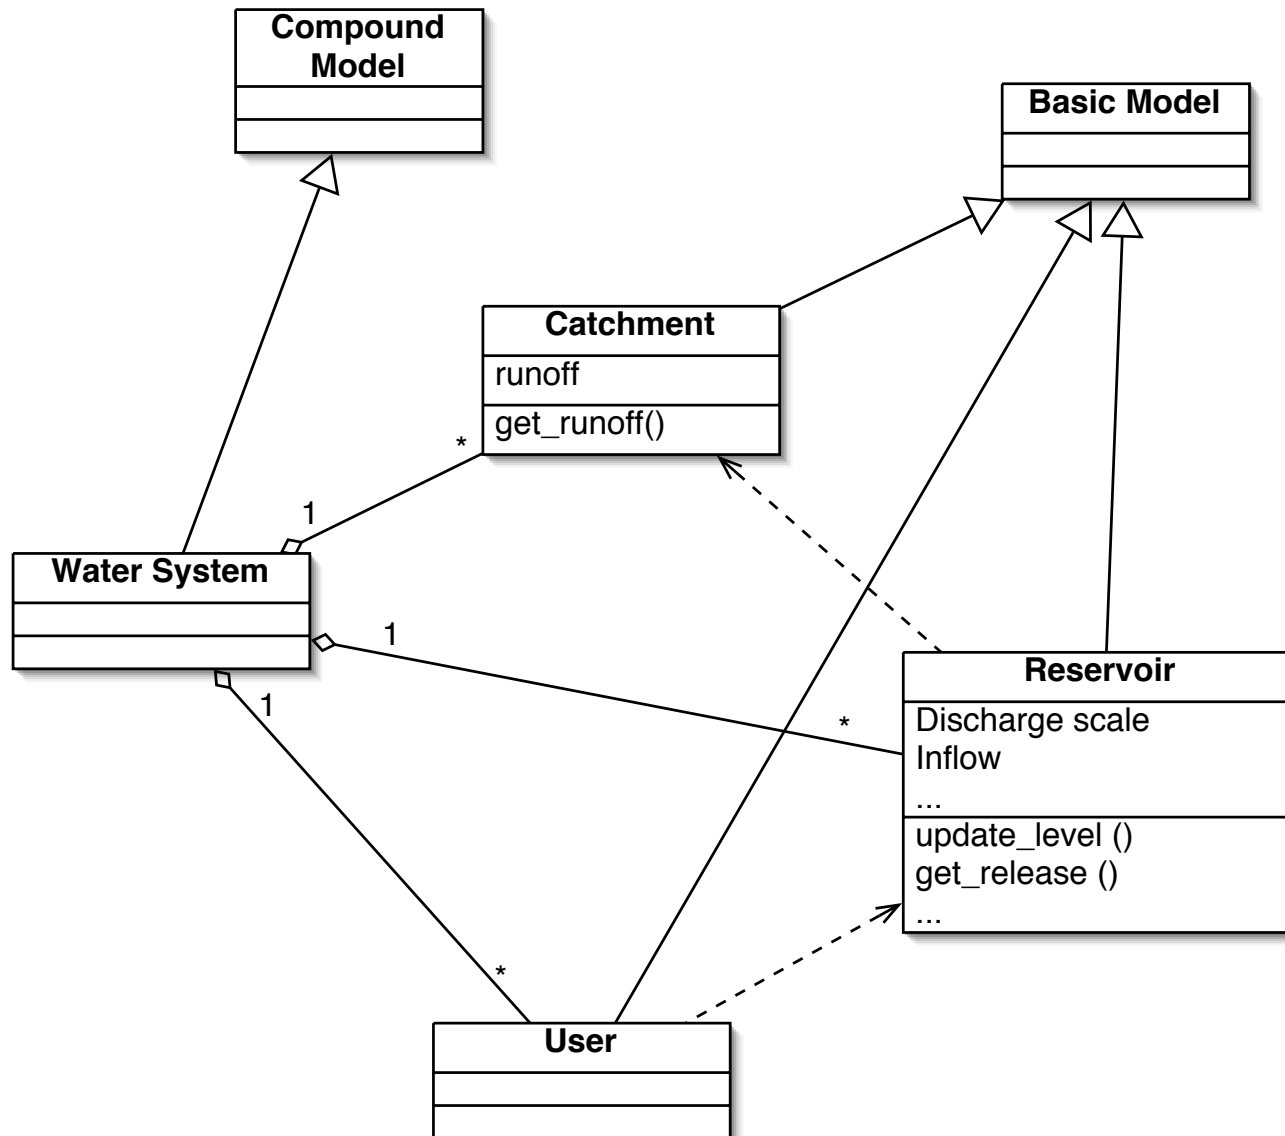 Compound
Model
Basic Model
Catchment
runoff
get_runoff()
*
1
Water System
1
1
Reservoir
Discharge scale
Inflow
...
*
update_level ()
get_release ()
...
*
User